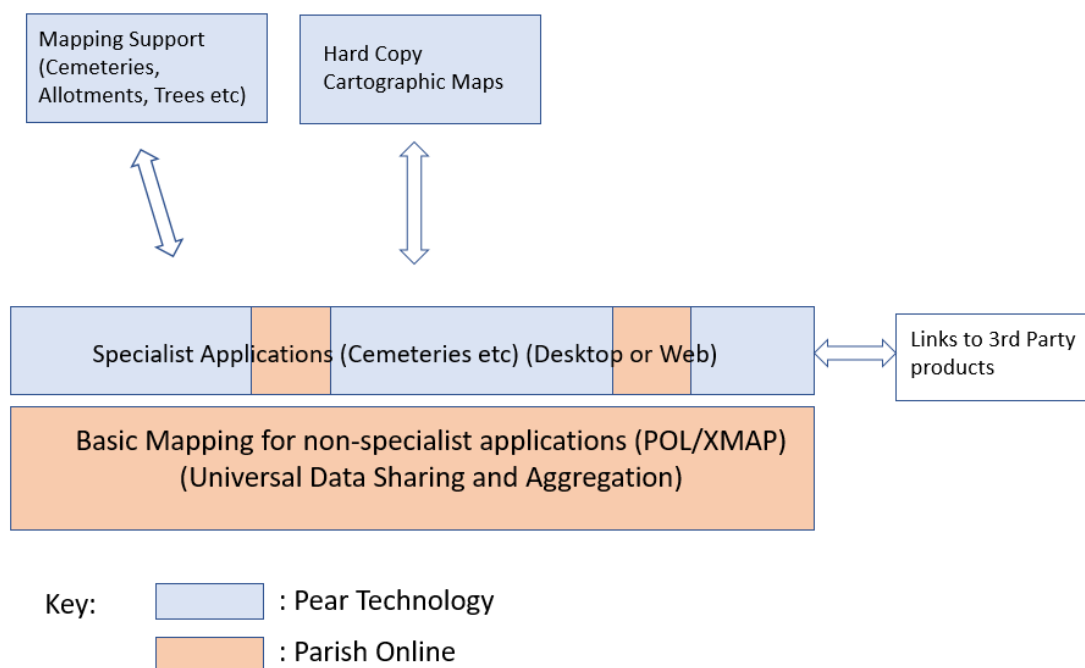 Mapping Support
(Cemeteries,
Allotments, Trees etc)
Hard Copy
Cartographic Maps
Specialist Applications (Cemeteries etc) (Desktop or Web)
Links to 3rd Party
products
Basic Mapping for non-specialist applications (POL/XMAP)
(Universal Data Sharing and Aggregation)
Key:
: Pear Technology
: Parish Online